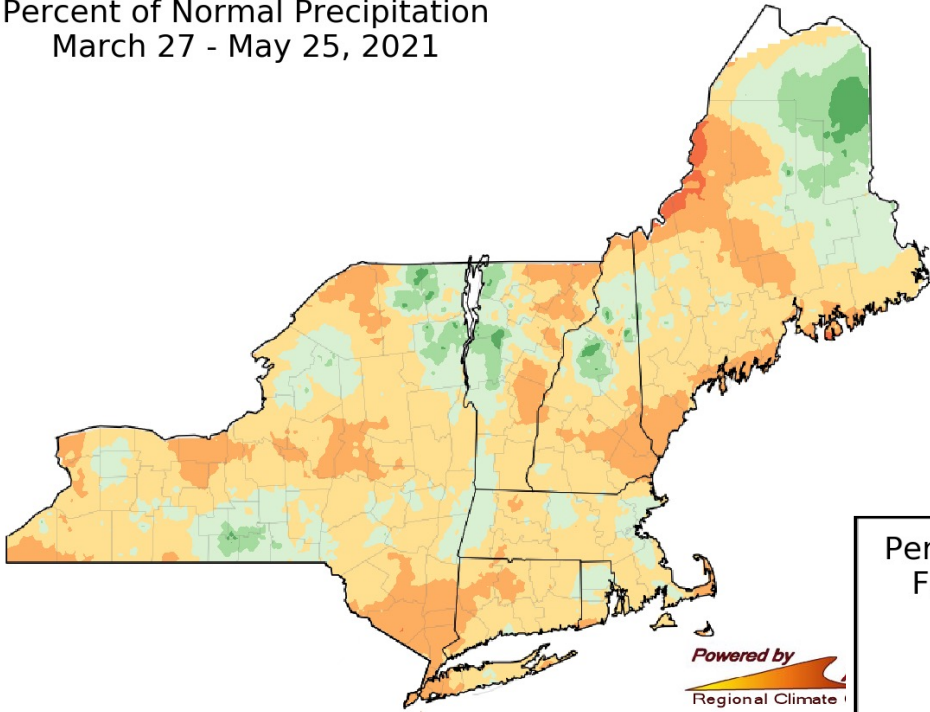 Percent of Normal Precipitation
March 27 - May 25, 2021
Powered by
Regional Climate